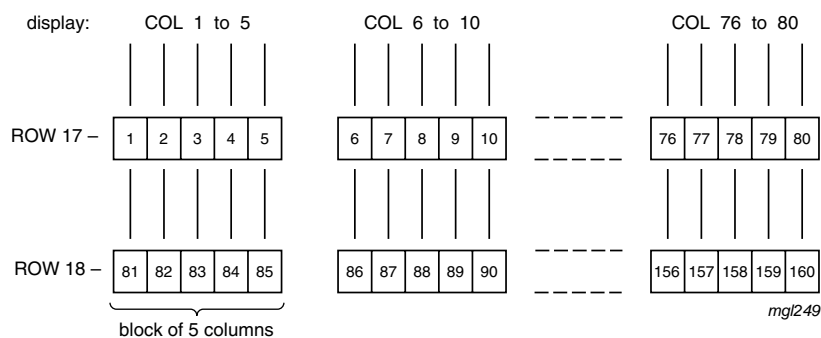 display: COL 1 to 5 COL 6 to 10 COL 76 to 80
ROW 17 – 1 2 3 4 5 6 7 8 9 10 76 77 78 79 80
ROW 18 – 81 82 83 84 85 86 87 88 89 90 156 157 158 159 160
mgl249
block of 5 columns